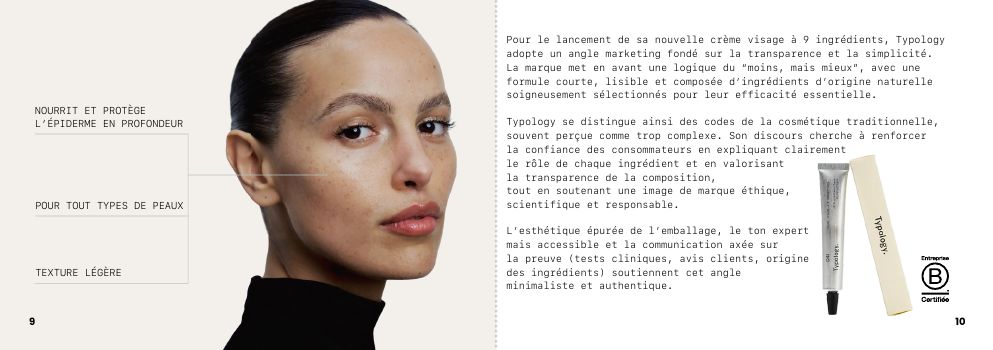 NOURRIT ET PROTÈGE
L'ÉPIDERME EN PROFONDEUR
POUR TOUT TYPES DE PEAUX
TEXTURE LÉGÈRE
9
Pour le lancement de sa nouvelle crème visage à 9 ingrédients, Typology
adopte un angle marketing fondé sur la transparence et la simplicité.
La marque met en avant une logique du "moins, mais mieux", avec une
formule courte, lisible et composée d'ingrédients d'origine naturelle
soigneusement sélectionnés pour leur efficacité essentielle.
Typology se distingue ainsi des codes de la cosmétique traditionnelle,
souvent perçue comme trop complexe. Son discours cherche à renforcer
la confiance des consommateurs en expliquant clairement
le rôle de chaque ingrédient et en valorisant
la transparence de la composition,
tout en soutenant une image de marque éthique,
scientifique et responsable.
L'esthétique épurée de l'emballage, le ton expert
mais accessible et la communication axée sur
la preuve (tests cliniques, avis clients, origine
des ingrédients) soutiennent cet angle
minimaliste et authentique.
Typology.
Typology.
Entreprise
B
Certifiée
10